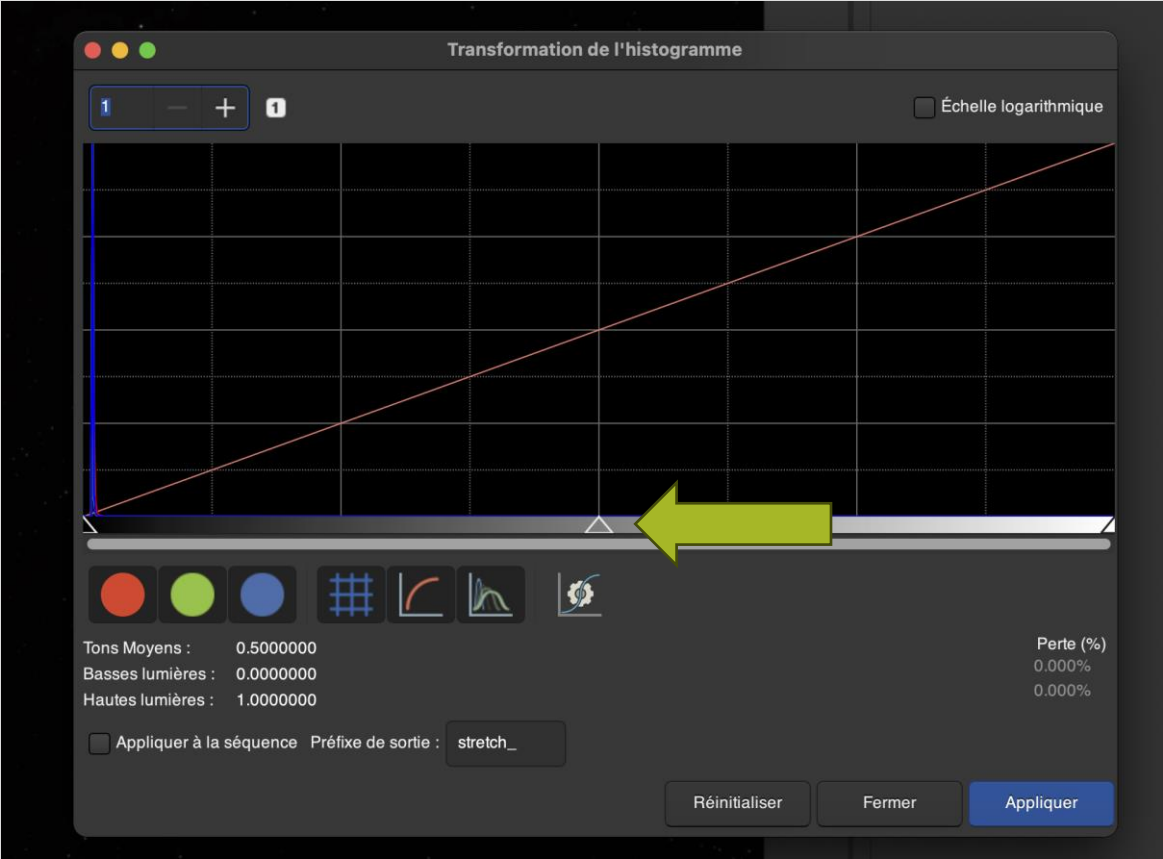 Transformation de l'histogramme
1 − + 1
Échelle logarithmique
Tons Moyens : 0.5000000
Perte (%)
Basses lumières : 0.0000000
0.000%
Hautes lumières : 1.0000000
0.000%
Appliquer à la séquence Préfixe de sortie : stretch_
Réinitialiser Fermer Appliquer